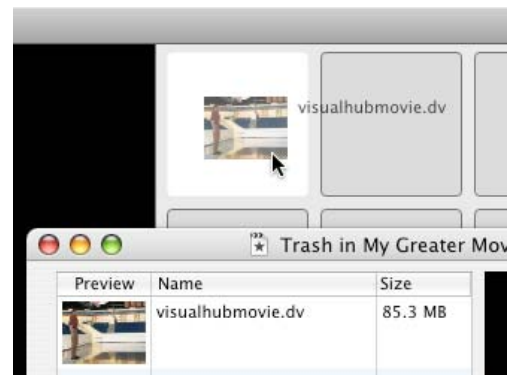 visualhubmovie.dv
Trash in My Greater Mov
Preview Name Size
visualhubmovie.dv 85.3 MB